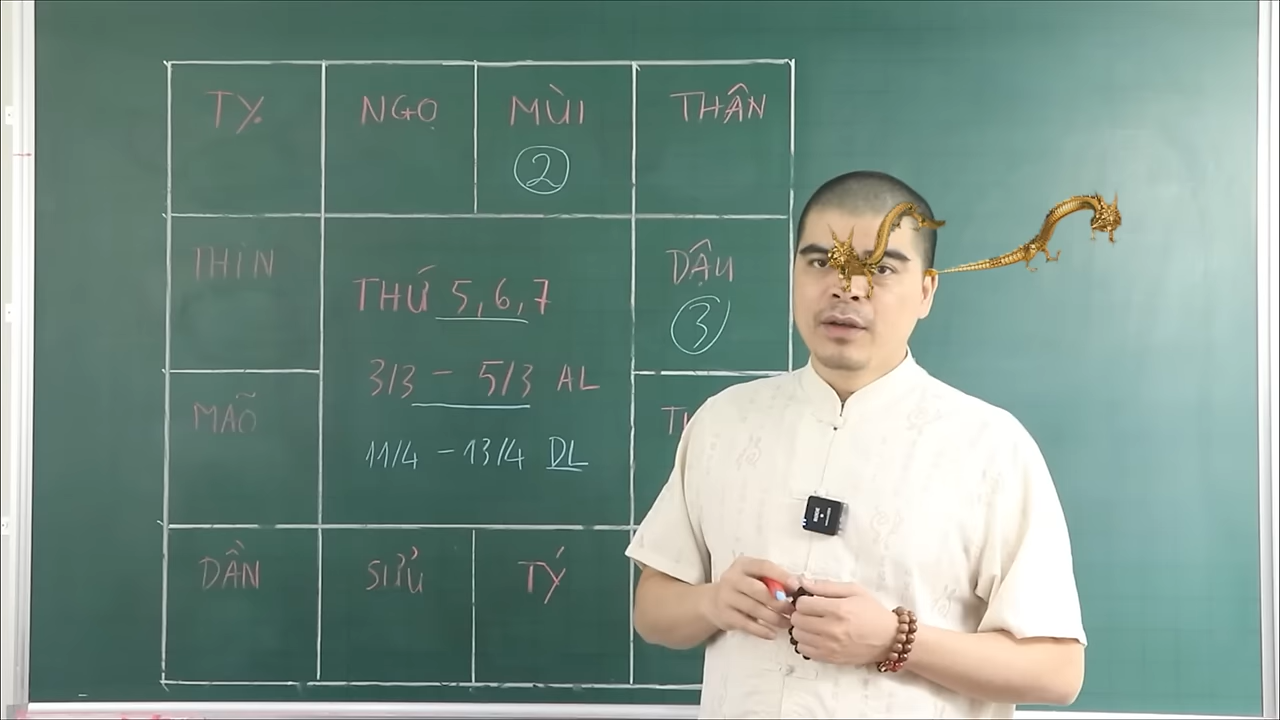 TỴ
NGỌ
MÙI
THÂN
2
THÌN
DẬU
3
THỨ 5,6,7
3/3 - 5/3 AL
11/4 - 13/4 DL
MÃO
DẦN
SỬU
TÝ